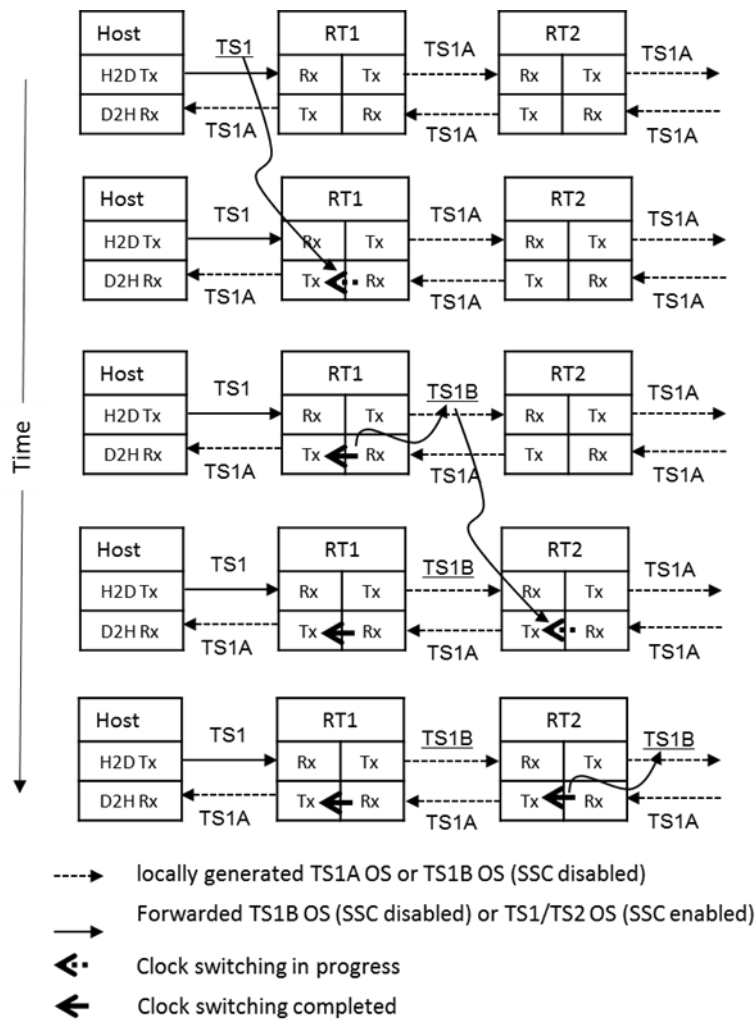 Host TS1 RT1 TS1A RT2 TS1A
H2D Tx Rx Tx Rx Tx
D2H Rx Tx Rx Tx Rx
TS1A TS1A TS1A
Host TS1 RT1 TS1A RT2 TS1A
H2D Tx Rx Tx Rx Tx
D2H Rx Tx Rx Tx Rx
TS1A TS1A TS1A
Host TS1 RT1 TS1B RT2 TS1A
H2D Tx Rx Tx Rx Tx
D2H Rx Tx Rx Tx Rx
TS1A TS1A TS1A
Time
Host TS1 RT1 TS1B RT2 TS1A
H2D Tx Rx Tx Rx Tx
D2H Rx Tx Rx Tx Rx
TS1A TS1A TS1A
Host TS1 RT1 TS1B RT2 TS1B
H2D Tx Rx Tx Rx Tx
D2H Rx Tx Rx Tx Rx
TS1A TS1A TS1A
locally generated TS1A OS or TS1B OS (SSC disabled)
Forwarded TS1B OS (SSC disabled) or TS1/TS2 OS (SSC enabled)
Clock switching in progress
Clock switching completed